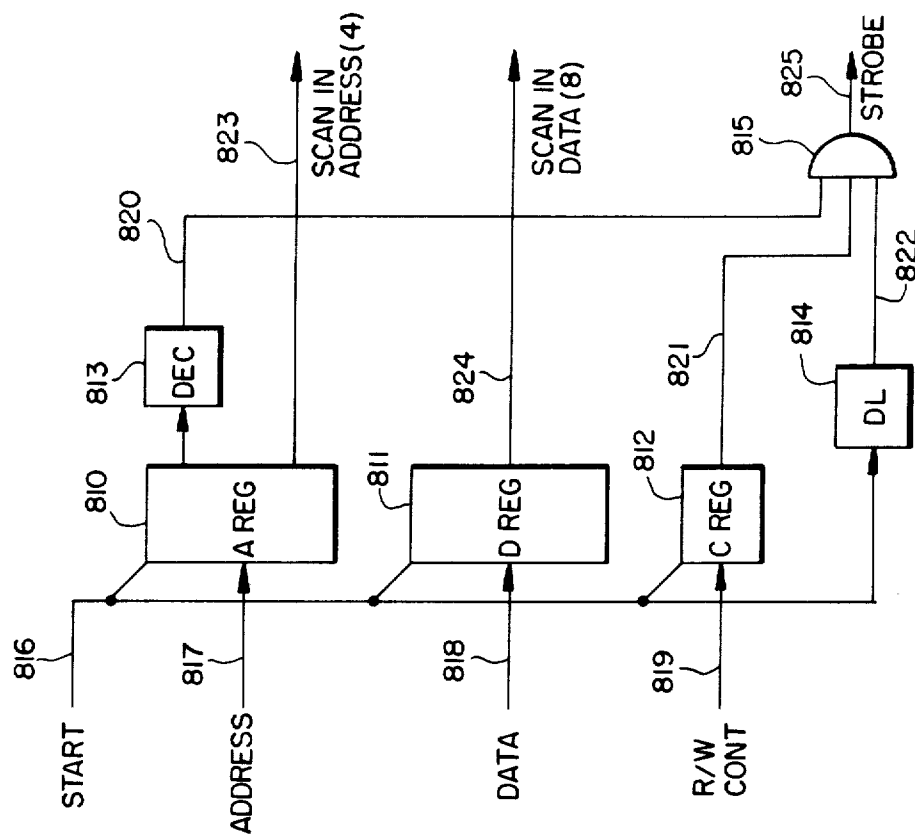 START
816
ADDRESS
817
810
A REG
813
DEC
820
823
SCAN IN
ADDRESS(4)
DATA
818
811
D REG
824
SCAN IN
DATA (8)
R/W
CONT
819
812
C REG
821
814
DL
822
815
825
STROBE